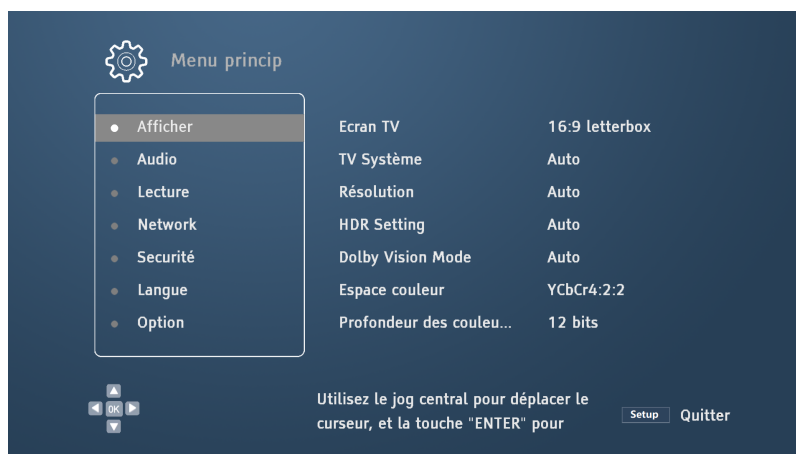 Menu princip
Afficher Ecran TV 16:9 letterbox
Audio TV Système Auto
Lecture Résolution Auto
Network HDR Setting Auto
Securité Dolby Vision Mode Auto
Langue Espace couleur YCbCr4:2:2
Option Profondeur des couleu... 12 bits
OK
Utilisez le jog central pour déplacer le
curseur, et la touche "ENTER" pour
Setup Quitter